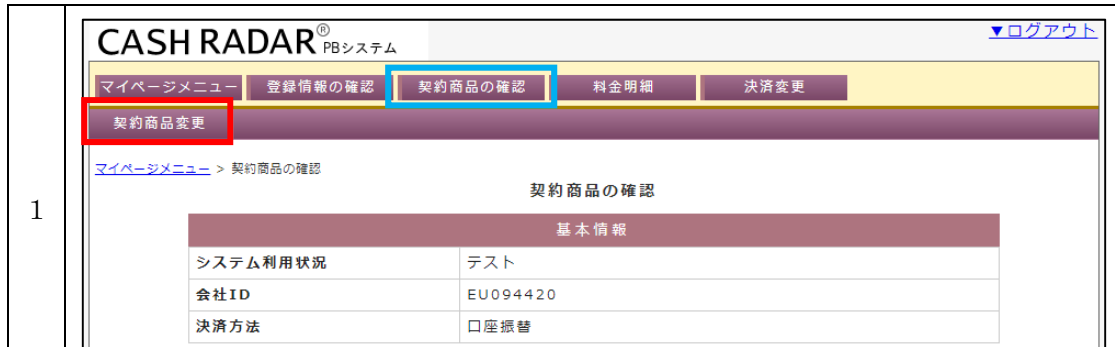 CASH RADAR® PBシステム
▼ログアウト
マイページメニュー 登録情報の確認 契約商品の確認 料金明細 決済変更
契約商品変更
マイページメニュー > 契約商品の確認
契約商品の確認
1
基本情報
システム利用状況 テスト
会社ID EU094420
決済方法 口座振替